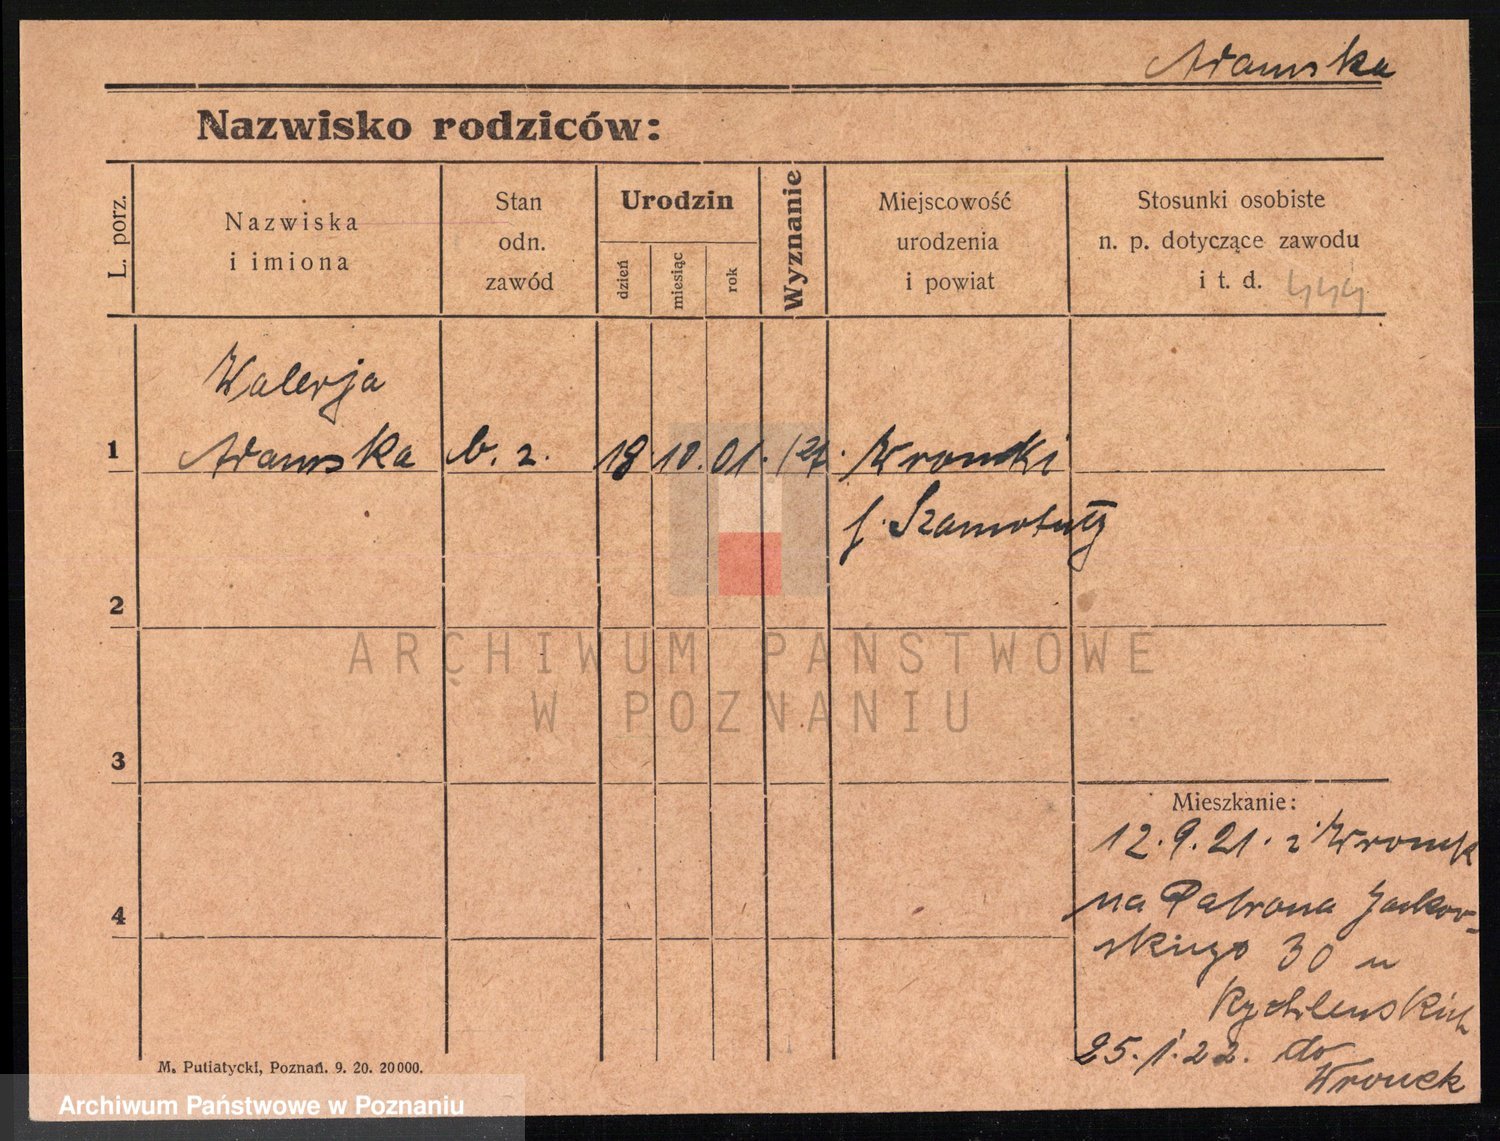 Adamska
Nazwisko rodziców:
L. porz.
Nazwiska
i imiona
Stan
odn.
zawód
Urodzin
dzień
miesiąc
rok
Wyznanie
Miejscowość
urodzenia
i powiat
Stosunki osobiste
n. p. dotyczące zawodu
i t. d.
Walerja
1 Adamska b. z. 18 10. 01. Wronki
Szamotuły
2
3
4
Mieszkanie:
12. 9. 21. z Wronek
na Patrona Jackow-
skiego 30 u
Rychlewskich
25. 1. 22. do
Wronek
M. Putiatycki, Poznań. 9. 20. 20000.
ARCHIWUM PAŃSTWOWE
W POZNANIU
Archiwum Państwowe w Poznaniu